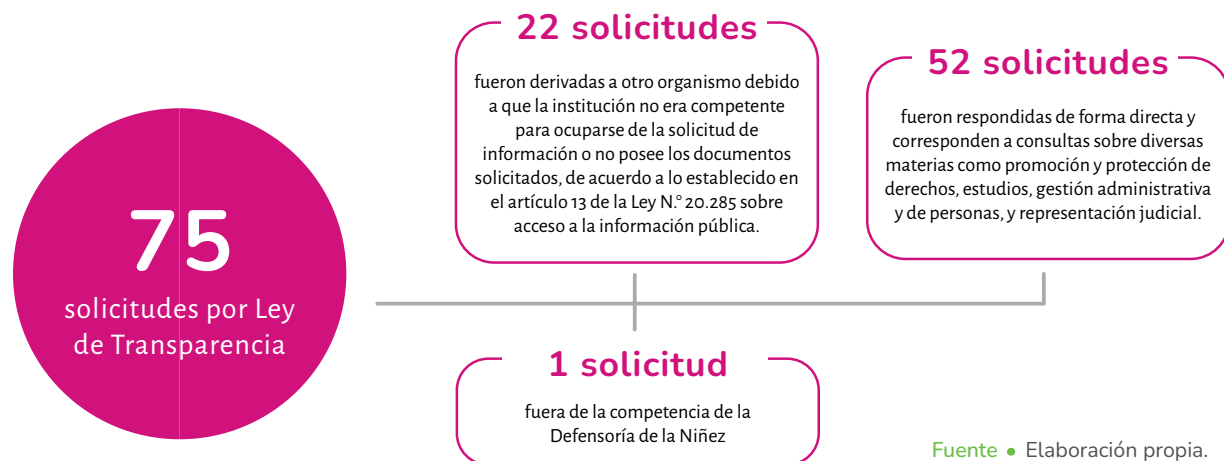 75
solicitudes por Ley
de Transparencia
22 solicitudes
fueron derivadas a otro organismo debido
a que la institución no era competente
para ocuparse de la solicitud de
información o no posee los documentos
solicitados, de acuerdo a lo establecido en
el artículo 13 de la Ley N.° 20.285 sobre
acceso a la información pública.
52 solicitudes
fueron respondidas de forma directa y
corresponden a consultas sobre diversas
materias como promoción y protección de
derechos, estudios, gestión administrativa
y de personas, y representación judicial.
1 solicitud
fuera de la competencia de la
Defensoría de la Niñez
Fuente • Elaboración propia.